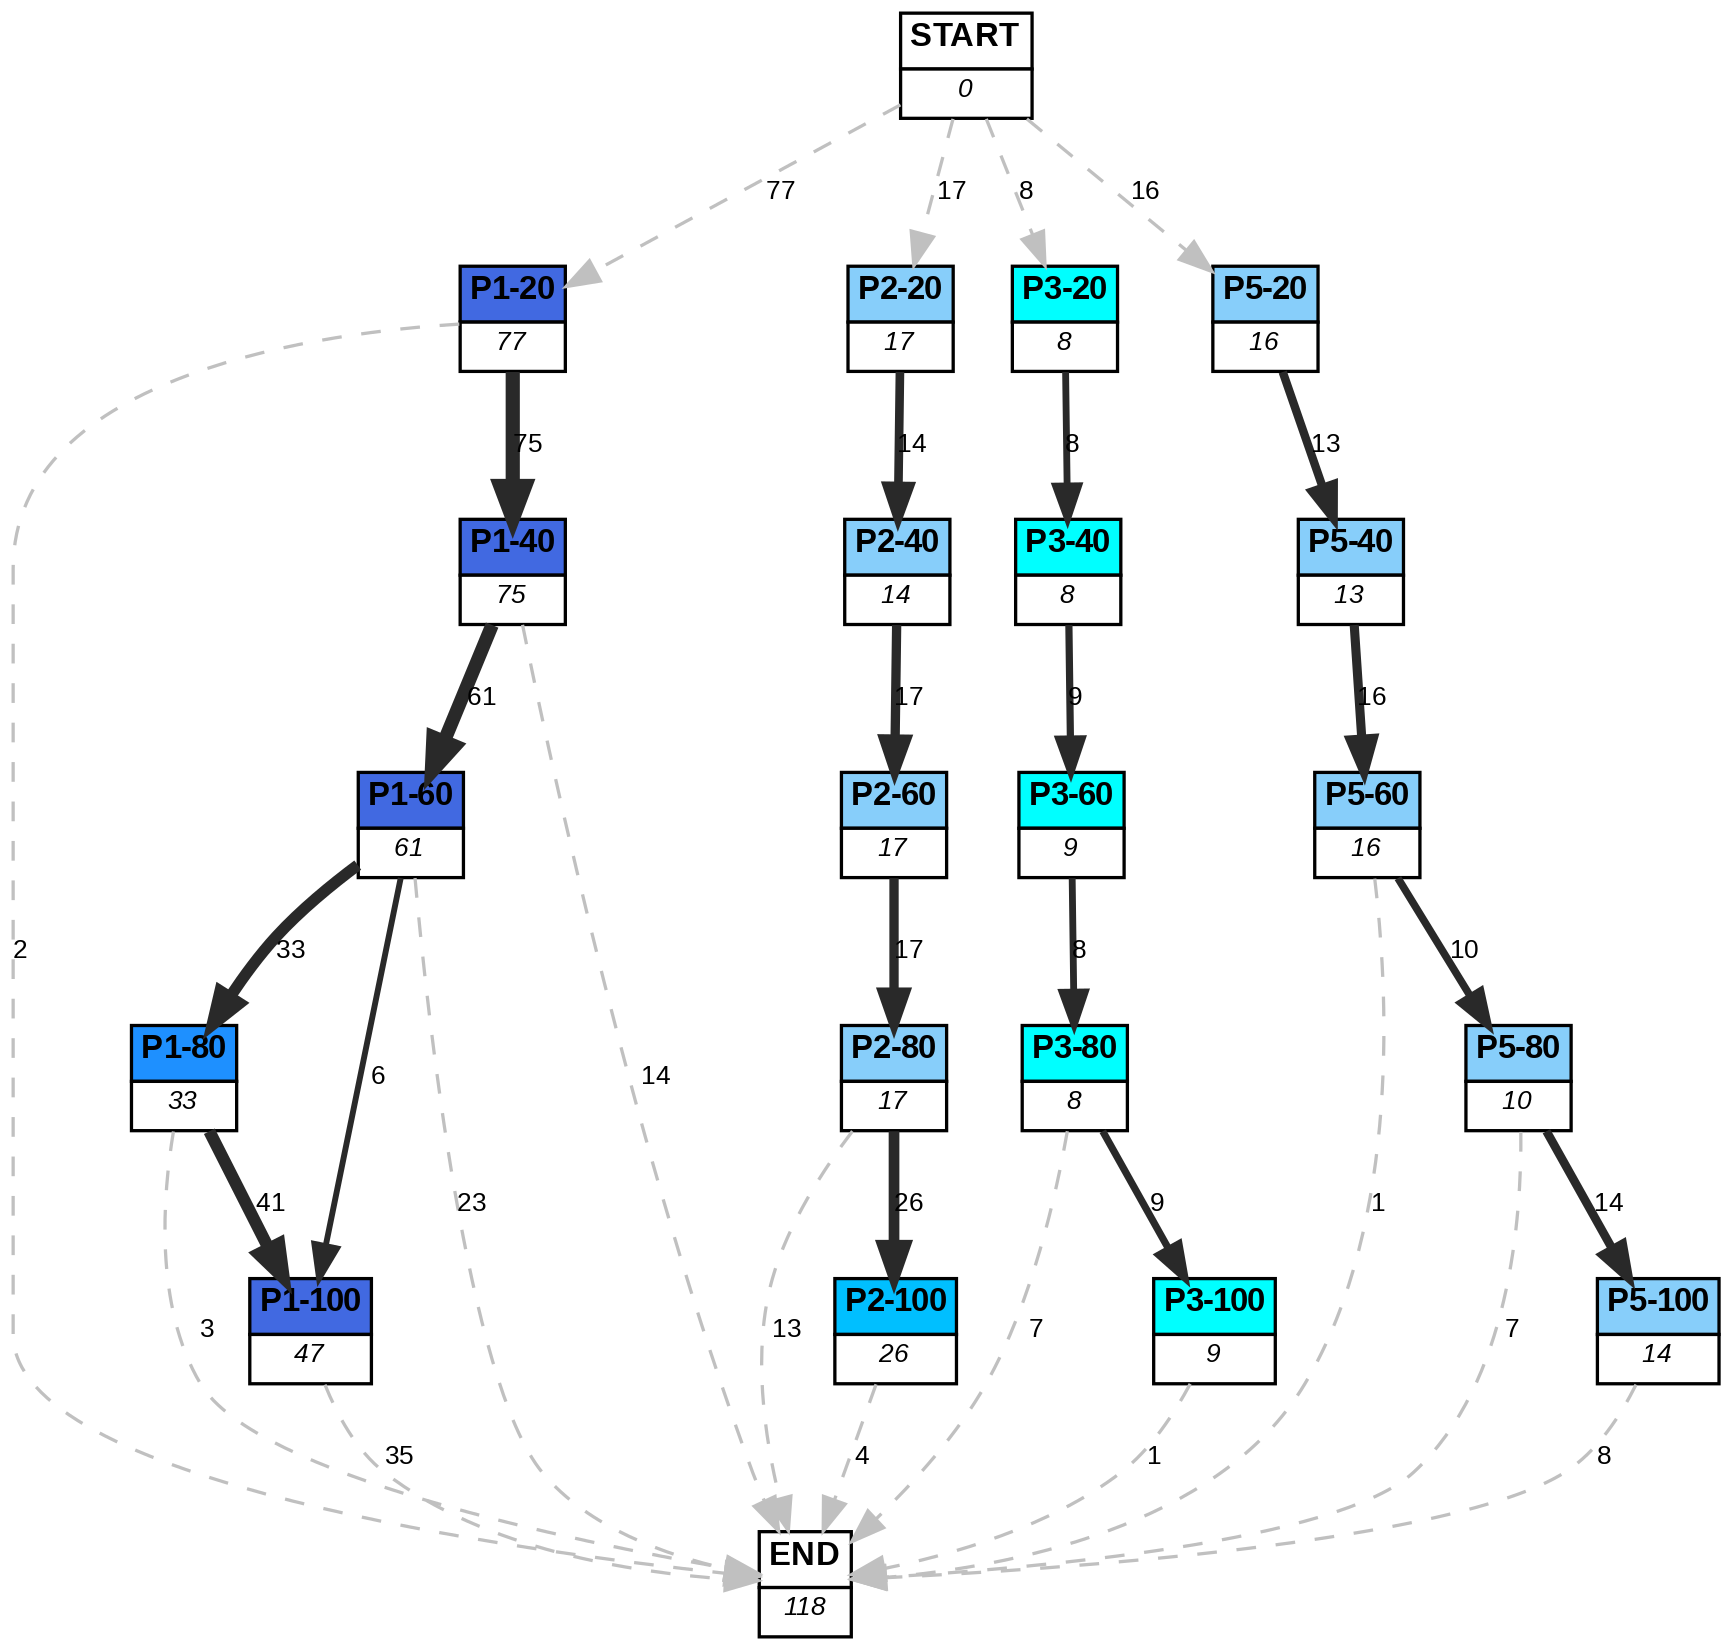 START
0
77
17
8
16
P1-20
77
P2-20
17
P3-20
8
P5-20
16
75
14
8
13
P1-40
75
P2-40
14
P3-40
8
P5-40
13
61
17
9
16
P1-60
61
P2-60
17
P3-60
9
P5-60
16
2
33
17
8
10
P1-80
33
6
14
P2-80
17
P3-80
8
P5-80
10
41
23
26
9
1
14
P1-100
47
3
13
P2-100
26
7
P3-100
9
7
P5-100
14
35
4
1
8
END
118